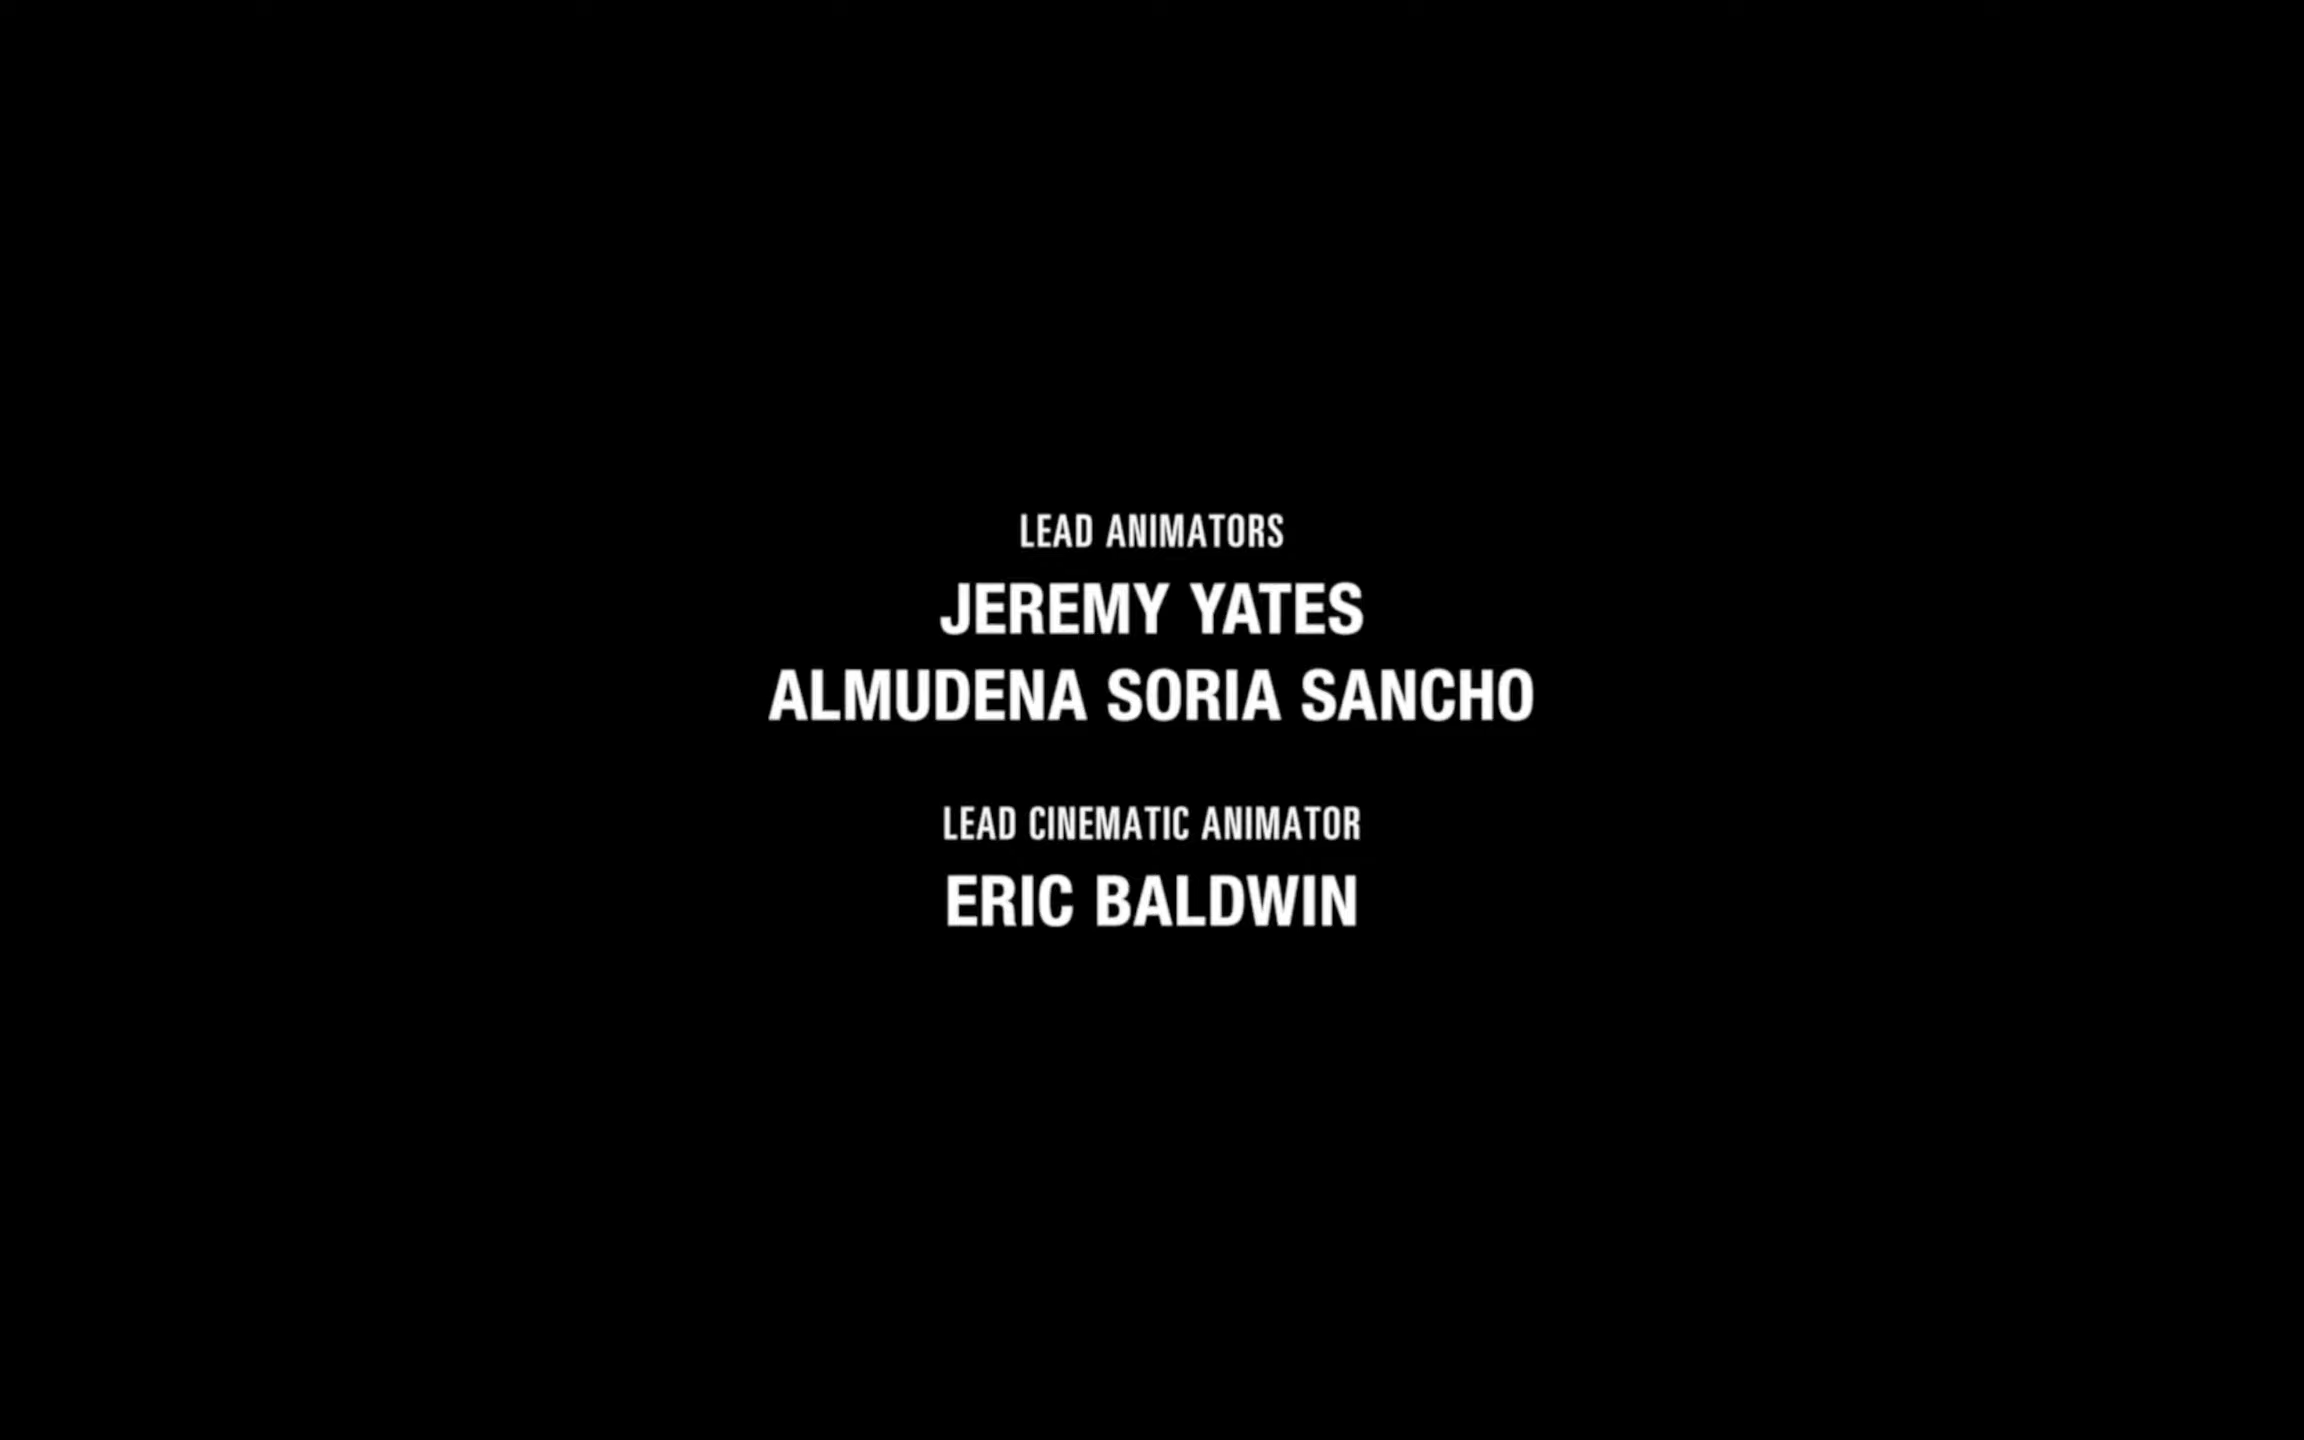 LEAD ANIMATORS
JEREMY YATES
ALMUDENA SORIA SANCHO
LEAD CINEMATIC ANIMATOR
ERIC BALDWIN